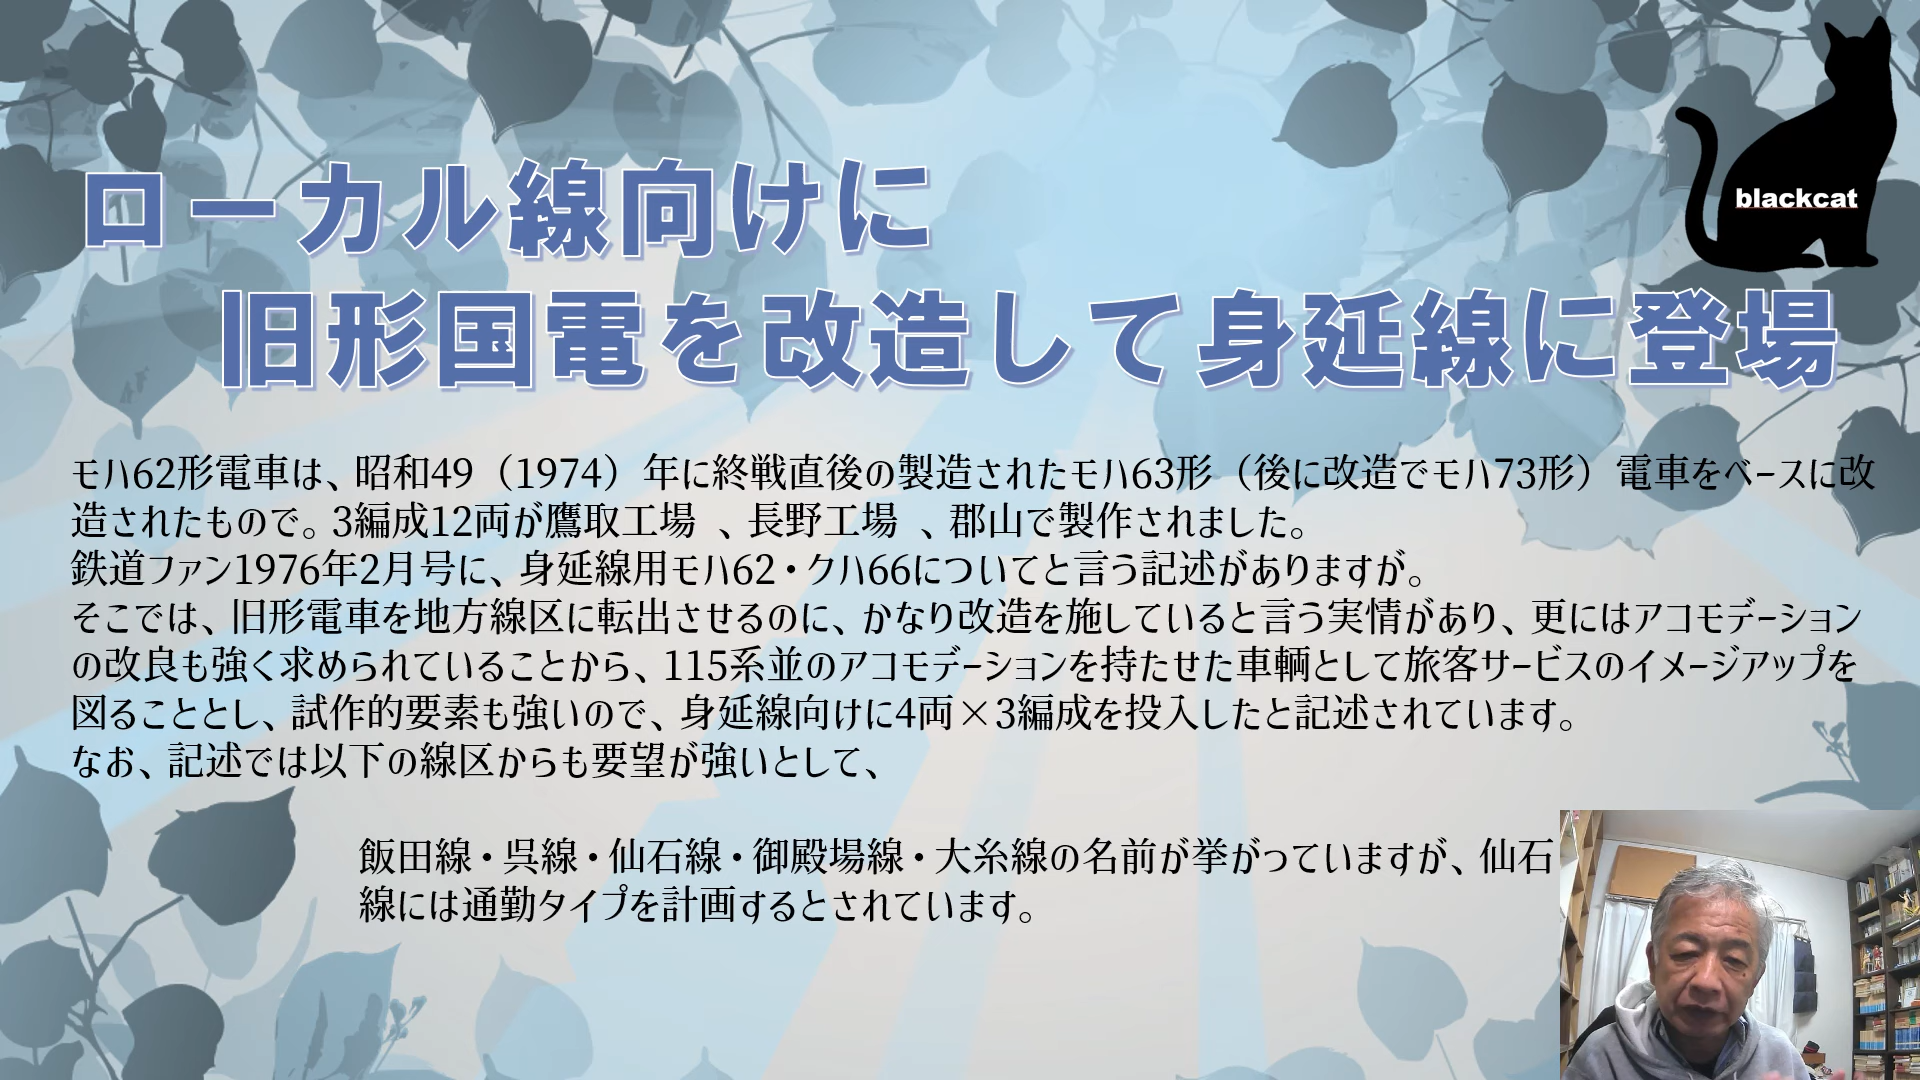 blackcat
ローカル線向けに
旧形国電を改造して身延線に登場
モハ62形電車は、昭和49（1974）年に終戦直後の製造されたモハ63形（後に改造でモハ73形）電車をベースに改
造されたもので。3編成12両が鷹取工場 、長野工場 、郡山で製作されました。
鉄道ファン1976年2月号に、身延線用モハ62・クハ66についてと言う記述がありますが。
そこでは、旧形電車を地方線区に転出させるのに、かなり改造を施していると言う実情があり、更にはアコモデーション
の改良も強く求められていることから、115系並のアコモデーションを持たせた車輌として旅客サービスのイメージアップを
図ることとし、試作的要素も強いので、身延線向けに4両×3編成を投入したと記述されています。
なお、記述では以下の線区からも要望が強いとして、
飯田線・呉線・仙石線・御殿場線・大糸線の名前が挙がっていますが、仙石
線には通勤タイプを計画するとされています。